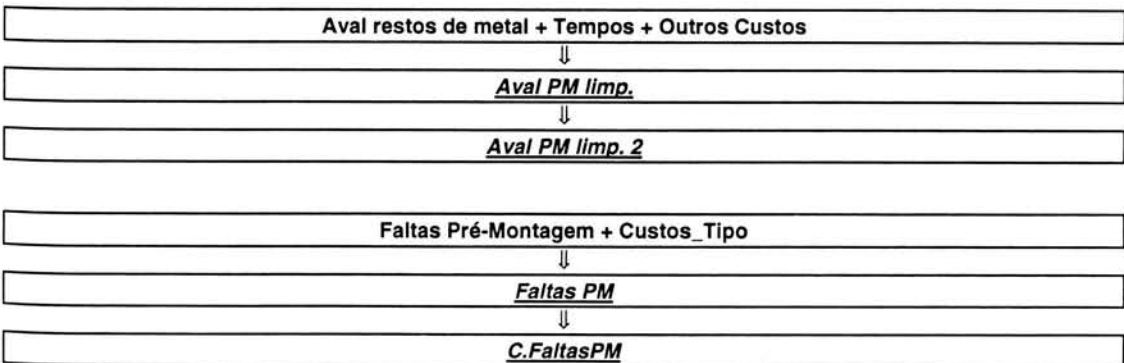 Aval restos de metal + Tempos + Outros Custos
⇓
Aval PM limp.
⇓
Aval PM limp. 2
Faltas Pré-Montagem + Custos_Tipo
⇓
Faltas PM
⇓
C.FaltasPM